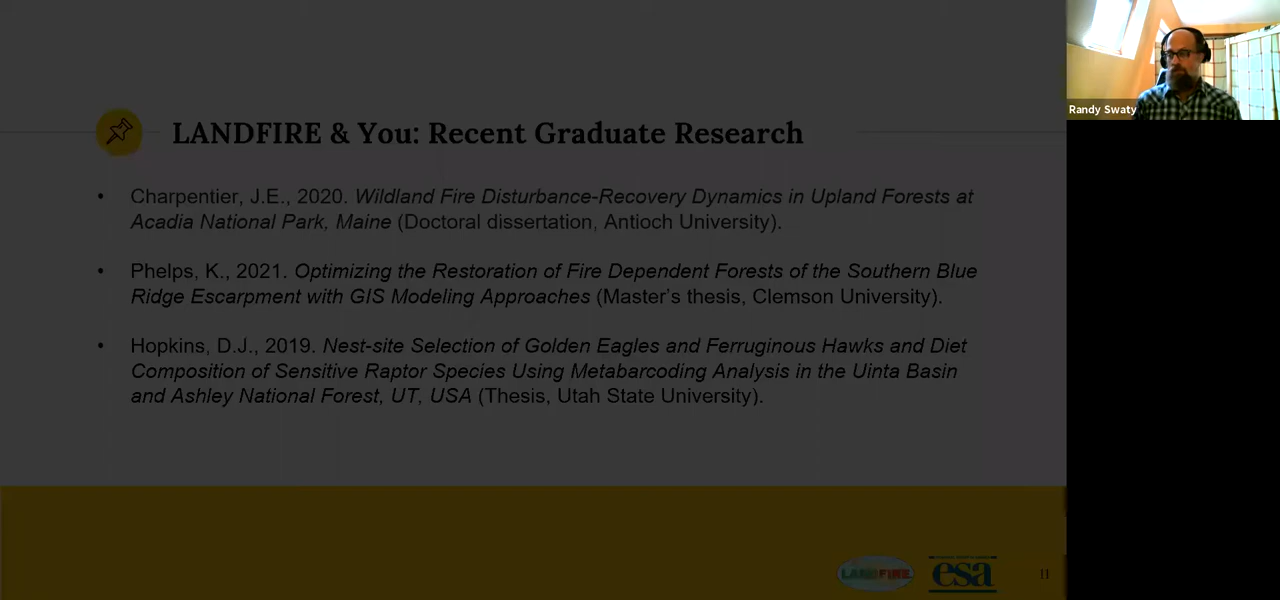 Randy Swaty
LANDFIRE & You: Recent Graduate Research
• Charpentier, J.E., 2020. Wildland Fire Disturbance-Recovery Dynamics in Upland Forests at
Acadia National Park, Maine (Doctoral dissertation, Antioch University).
• Phelps, K., 2021. Optimizing the Restoration of Fire Dependent Forests of the Southern Blue
Ridge Escarpment with GIS Modeling Approaches (Master's thesis, Clemson University).
• Hopkins, D.J., 2019. Nest-site Selection of Golden Eagles and Ferruginous Hawks and Diet
Composition of Sensitive Raptor Species Using Metabarcoding Analysis in the Uinta Basin
and Ashley National Forest, UT, USA (Thesis, Utah State University).
LANDFIRE
esa
11